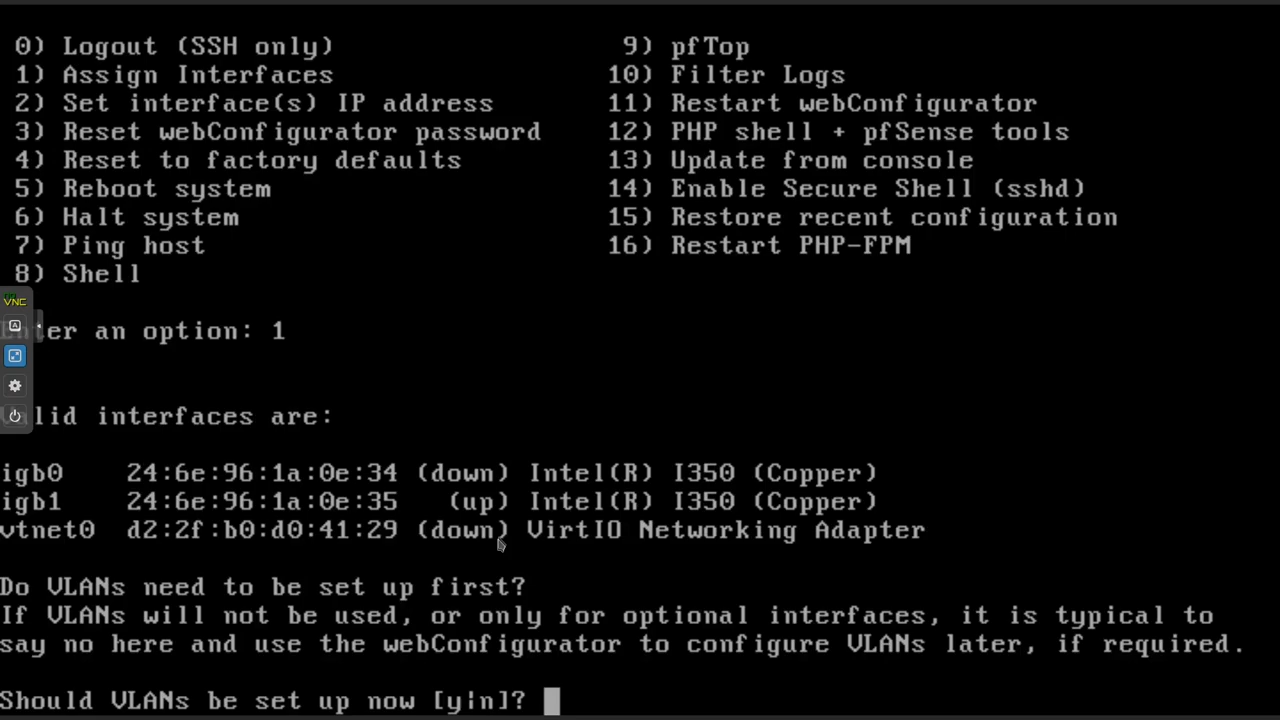 0) Logout (SSH only) 9) pfTop
1) Assign Interfaces 10) Filter Logs
2) Set interface(s) IP address 11) Restart webConfigurator
3) Reset webConfigurator password 12) PHP shell + pfSense tools
4) Reset to factory defaults 13) Update from console
5) Reboot system 14) Enable Secure Shell (sshd)
6) Halt system 15) Restore recent configuration
7) Ping host 16) Restart PHP-FPM
8) Shell
VNC
A
Enter an option: 1
Valid interfaces are:
igb0 24:6e:96:1a:0e:34 (down) Intel(R) I350 (Copper)
igb1 24:6e:96:1a:0e:35 (up) Intel(R) I350 (Copper)
vtnet0 d2:2f:b0:d0:41:29 (down) VirtIO Networking Adapter
Do VLANs need to be set up first?
If VLANs will not be used, or only for optional interfaces, it is typical to
say no here and use the webConfigurator to configure VLANs later, if required.
Should VLANs be set up now [y|n]?